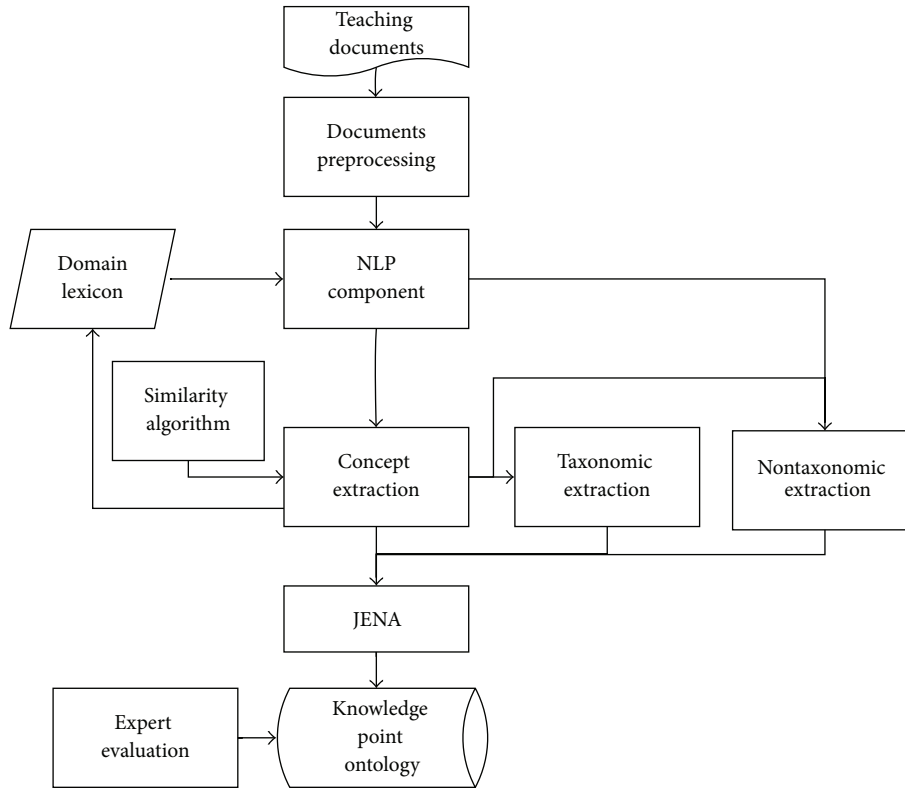 Teaching
documents
Documents
preprocessing
Domain
lexicon
NLP
component
Similarity
algorithm
Concept
extraction
Taxonomic
extraction
Nontaxonomic
extraction
JENA
Expert
evaluation
Knowledge
point
ontology